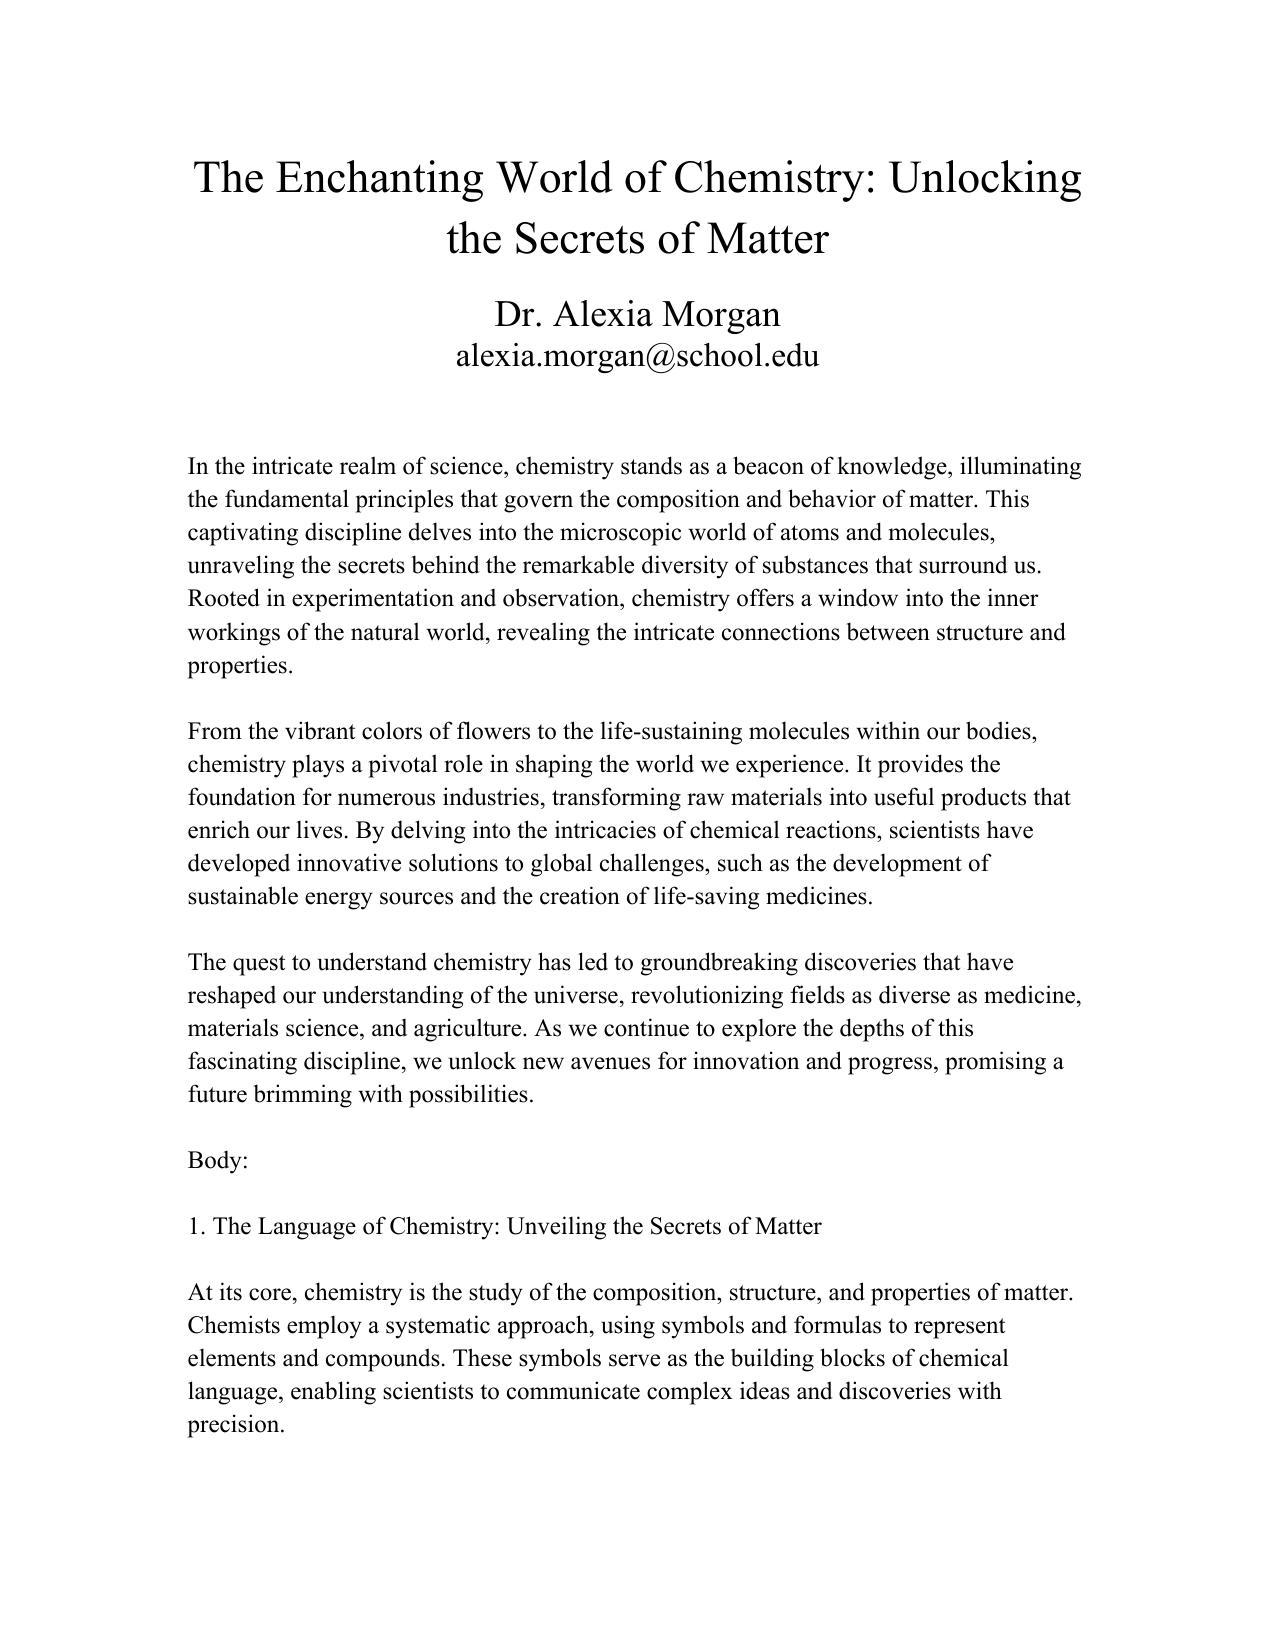 The Enchanting World of Chemistry: Unlocking
the Secrets of Matter
Dr. Alexia Morgan
alexia.morgan@school.edu
In the intricate realm of science, chemistry stands as a beacon of knowledge, illuminating
the fundamental principles that govern the composition and behavior of matter. This
captivating discipline delves into the microscopic world of atoms and molecules,
unraveling the secrets behind the remarkable diversity of substances that surround us.
Rooted in experimentation and observation, chemistry offers a window into the inner
workings of the natural world, revealing the intricate connections between structure and
properties.
From the vibrant colors of flowers to the life-sustaining molecules within our bodies,
chemistry plays a pivotal role in shaping the world we experience. It provides the
foundation for numerous industries, transforming raw materials into useful products that
enrich our lives. By delving into the intricacies of chemical reactions, scientists have
developed innovative solutions to global challenges, such as the development of
sustainable energy sources and the creation of life-saving medicines.
The quest to understand chemistry has led to groundbreaking discoveries that have
reshaped our understanding of the universe, revolutionizing fields as diverse as medicine,
materials science, and agriculture. As we continue to explore the depths of this
fascinating discipline, we unlock new avenues for innovation and progress, promising a
future brimming with possibilities.
Body:
1. The Language of Chemistry: Unveiling the Secrets of Matter
At its core, chemistry is the study of the composition, structure, and properties of matter.
Chemists employ a systematic approach, using symbols and formulas to represent
elements and compounds. These symbols serve as the building blocks of chemical
language, enabling scientists to communicate complex ideas and discoveries with
precision.